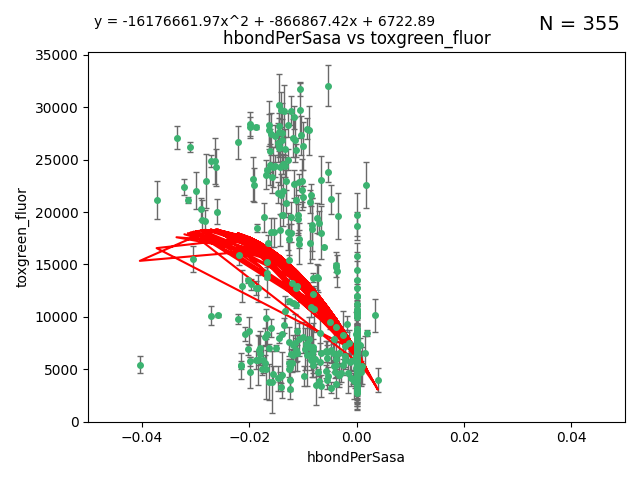 y = -16176661.97x^2 + -866867.42x + 6722.89
N = 355
hbondPerSasa vs toxgreen_fluor
35000
30000
25000
20000
15000
10000
5000
0
toxgreen_fluor
−0.04 −0.02 0.00 0.02 0.04
hbondPerSasa